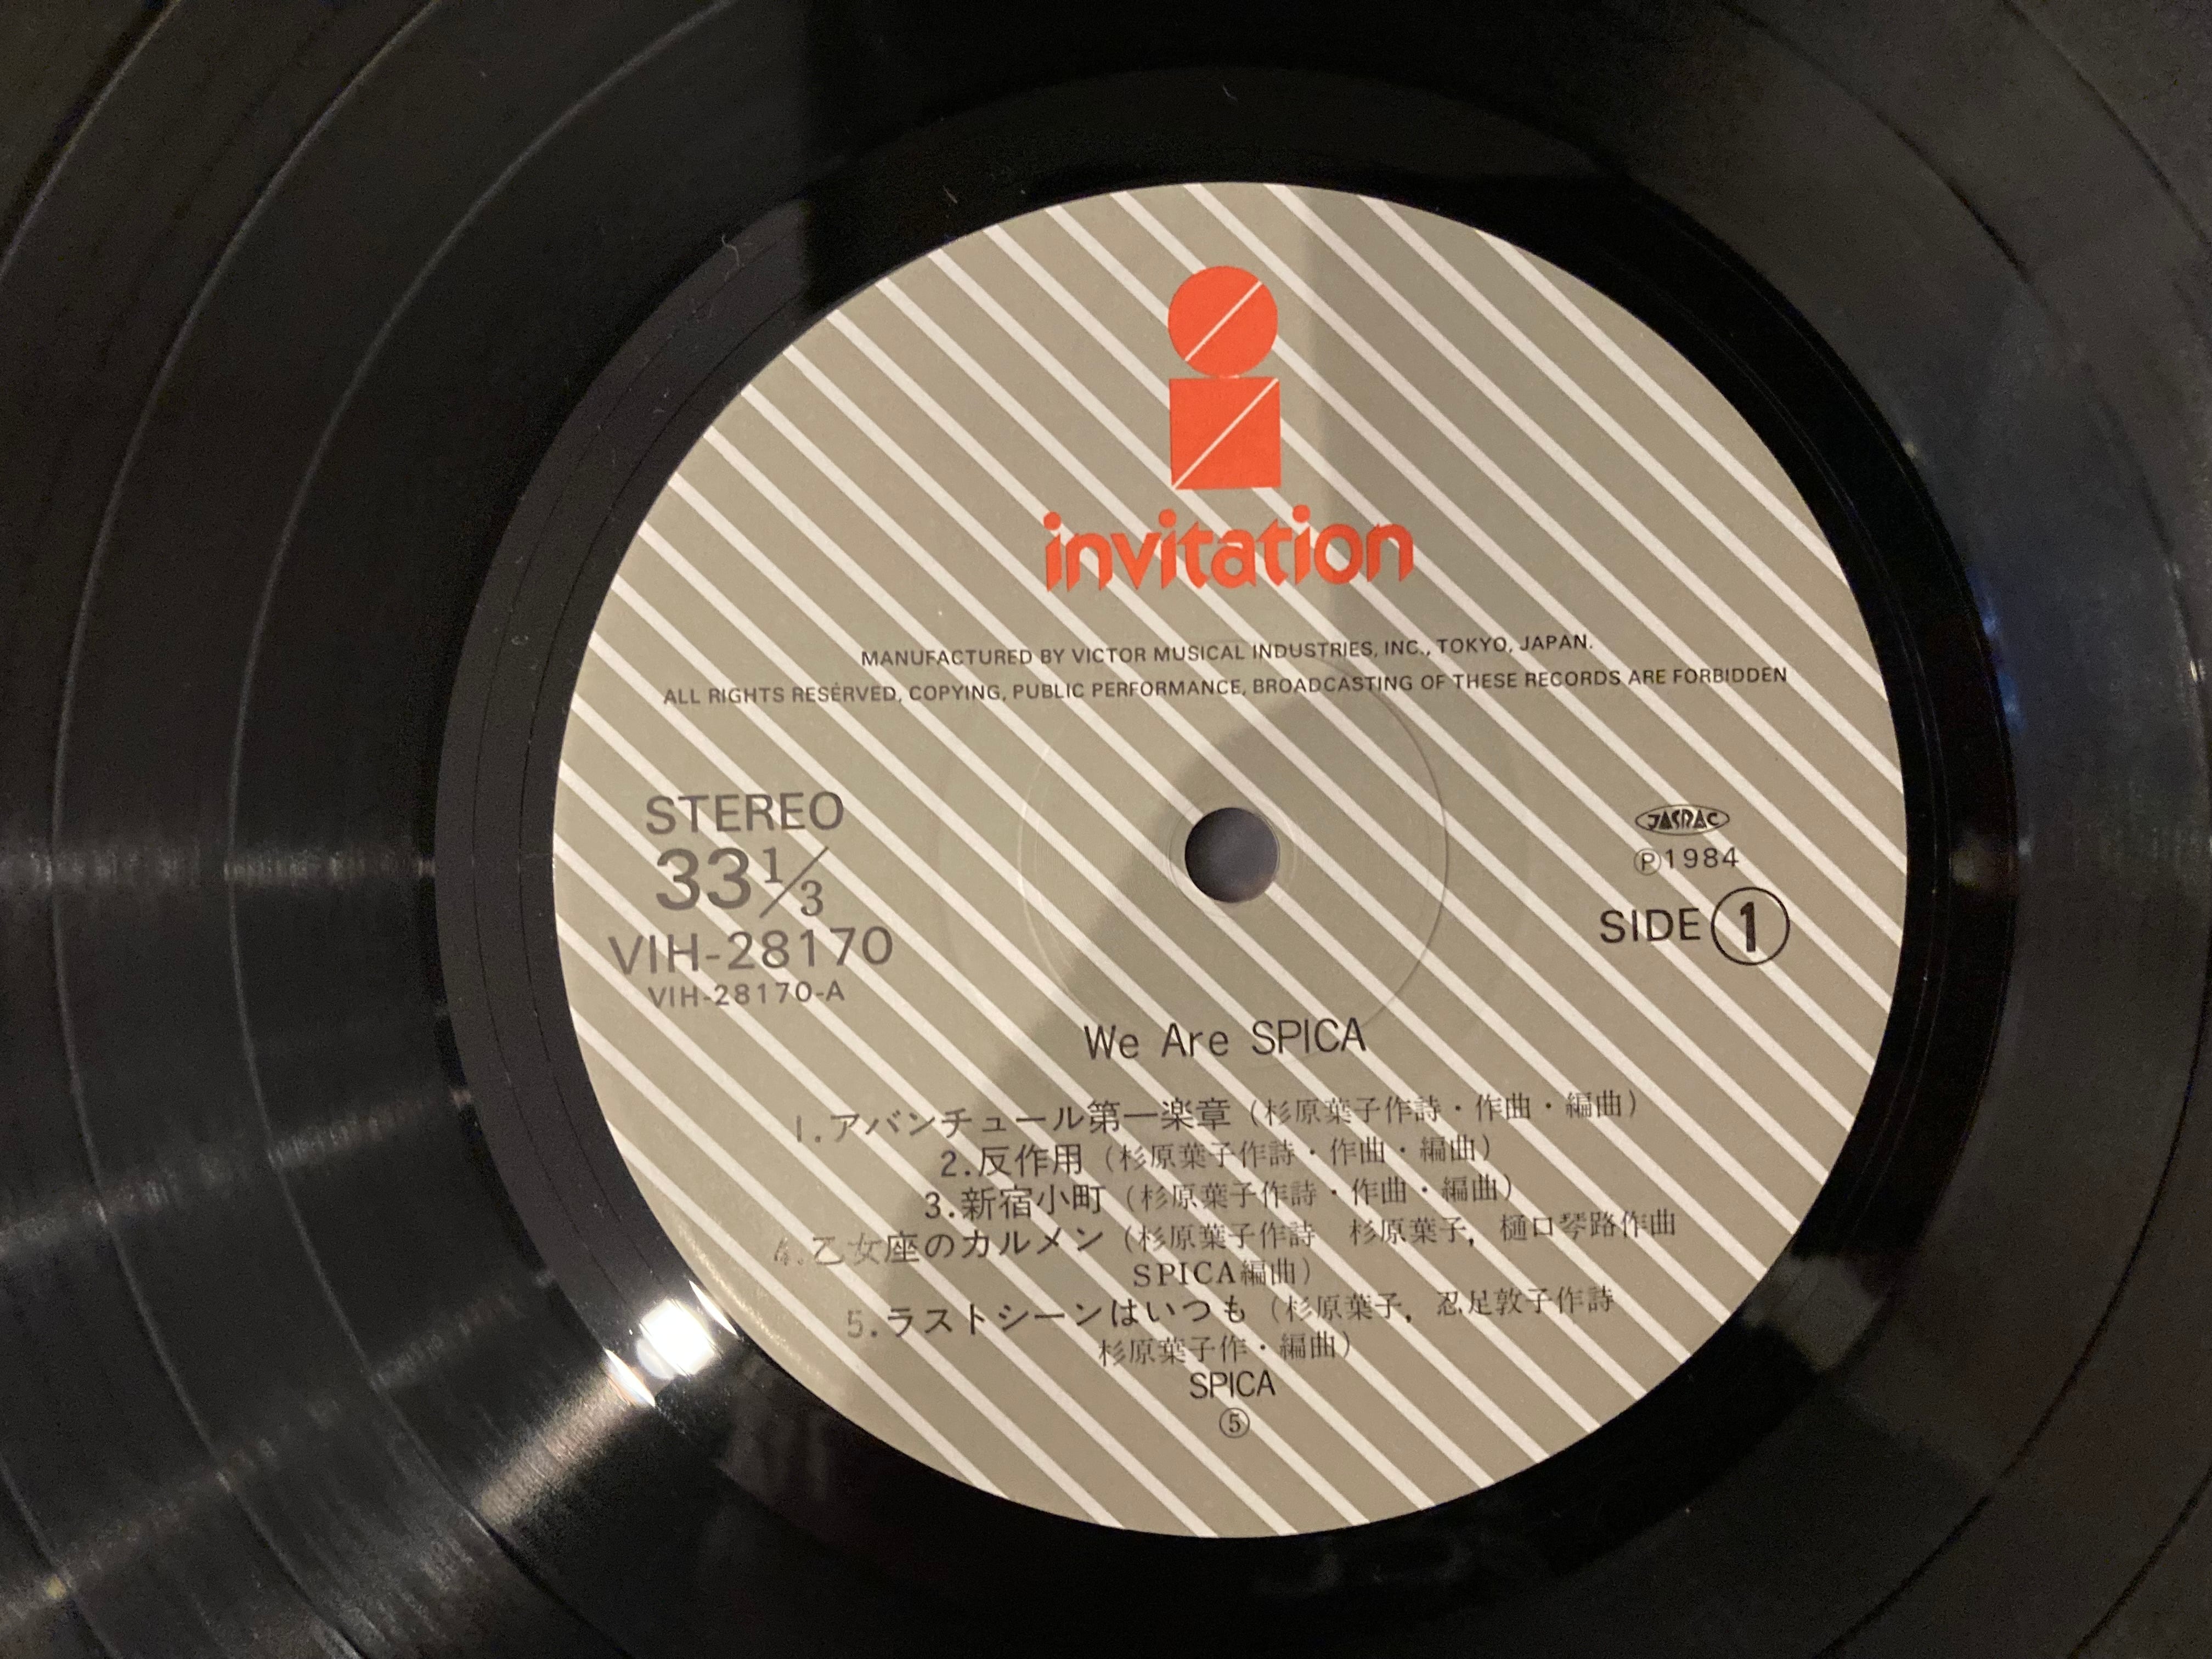 invitation
MANUFACTURED BY VICTOR MUSICAL INDUSTRIES, INC., TOKYO, JAPAN.
ALL RIGHTS RESERVED, COPYING, PUBLIC PERFORMANCE, BROADCASTING OF THESE RECORDS ARE FORBIDDEN
STEREO
33 1/3
VIH-28170
VIH-28170-A
JASRAC
Ⓟ1984
SIDE ①
We Are SPICA
1.アバンチュール第一楽章(杉原葉子作詩・作曲・編曲)
2.反作用(杉原葉子作詩・作曲・編曲)
3.新宿小町(杉原葉子作詩・作曲・編曲)
4.乙女座のカルメン(杉原葉子作詩 杉原葉子,樋口琴路作曲
SPICA編曲)
5.ラストシーンはいつも(杉原葉子,忍足敦子作詩
杉原葉子作・編曲)
SPICA
⑤